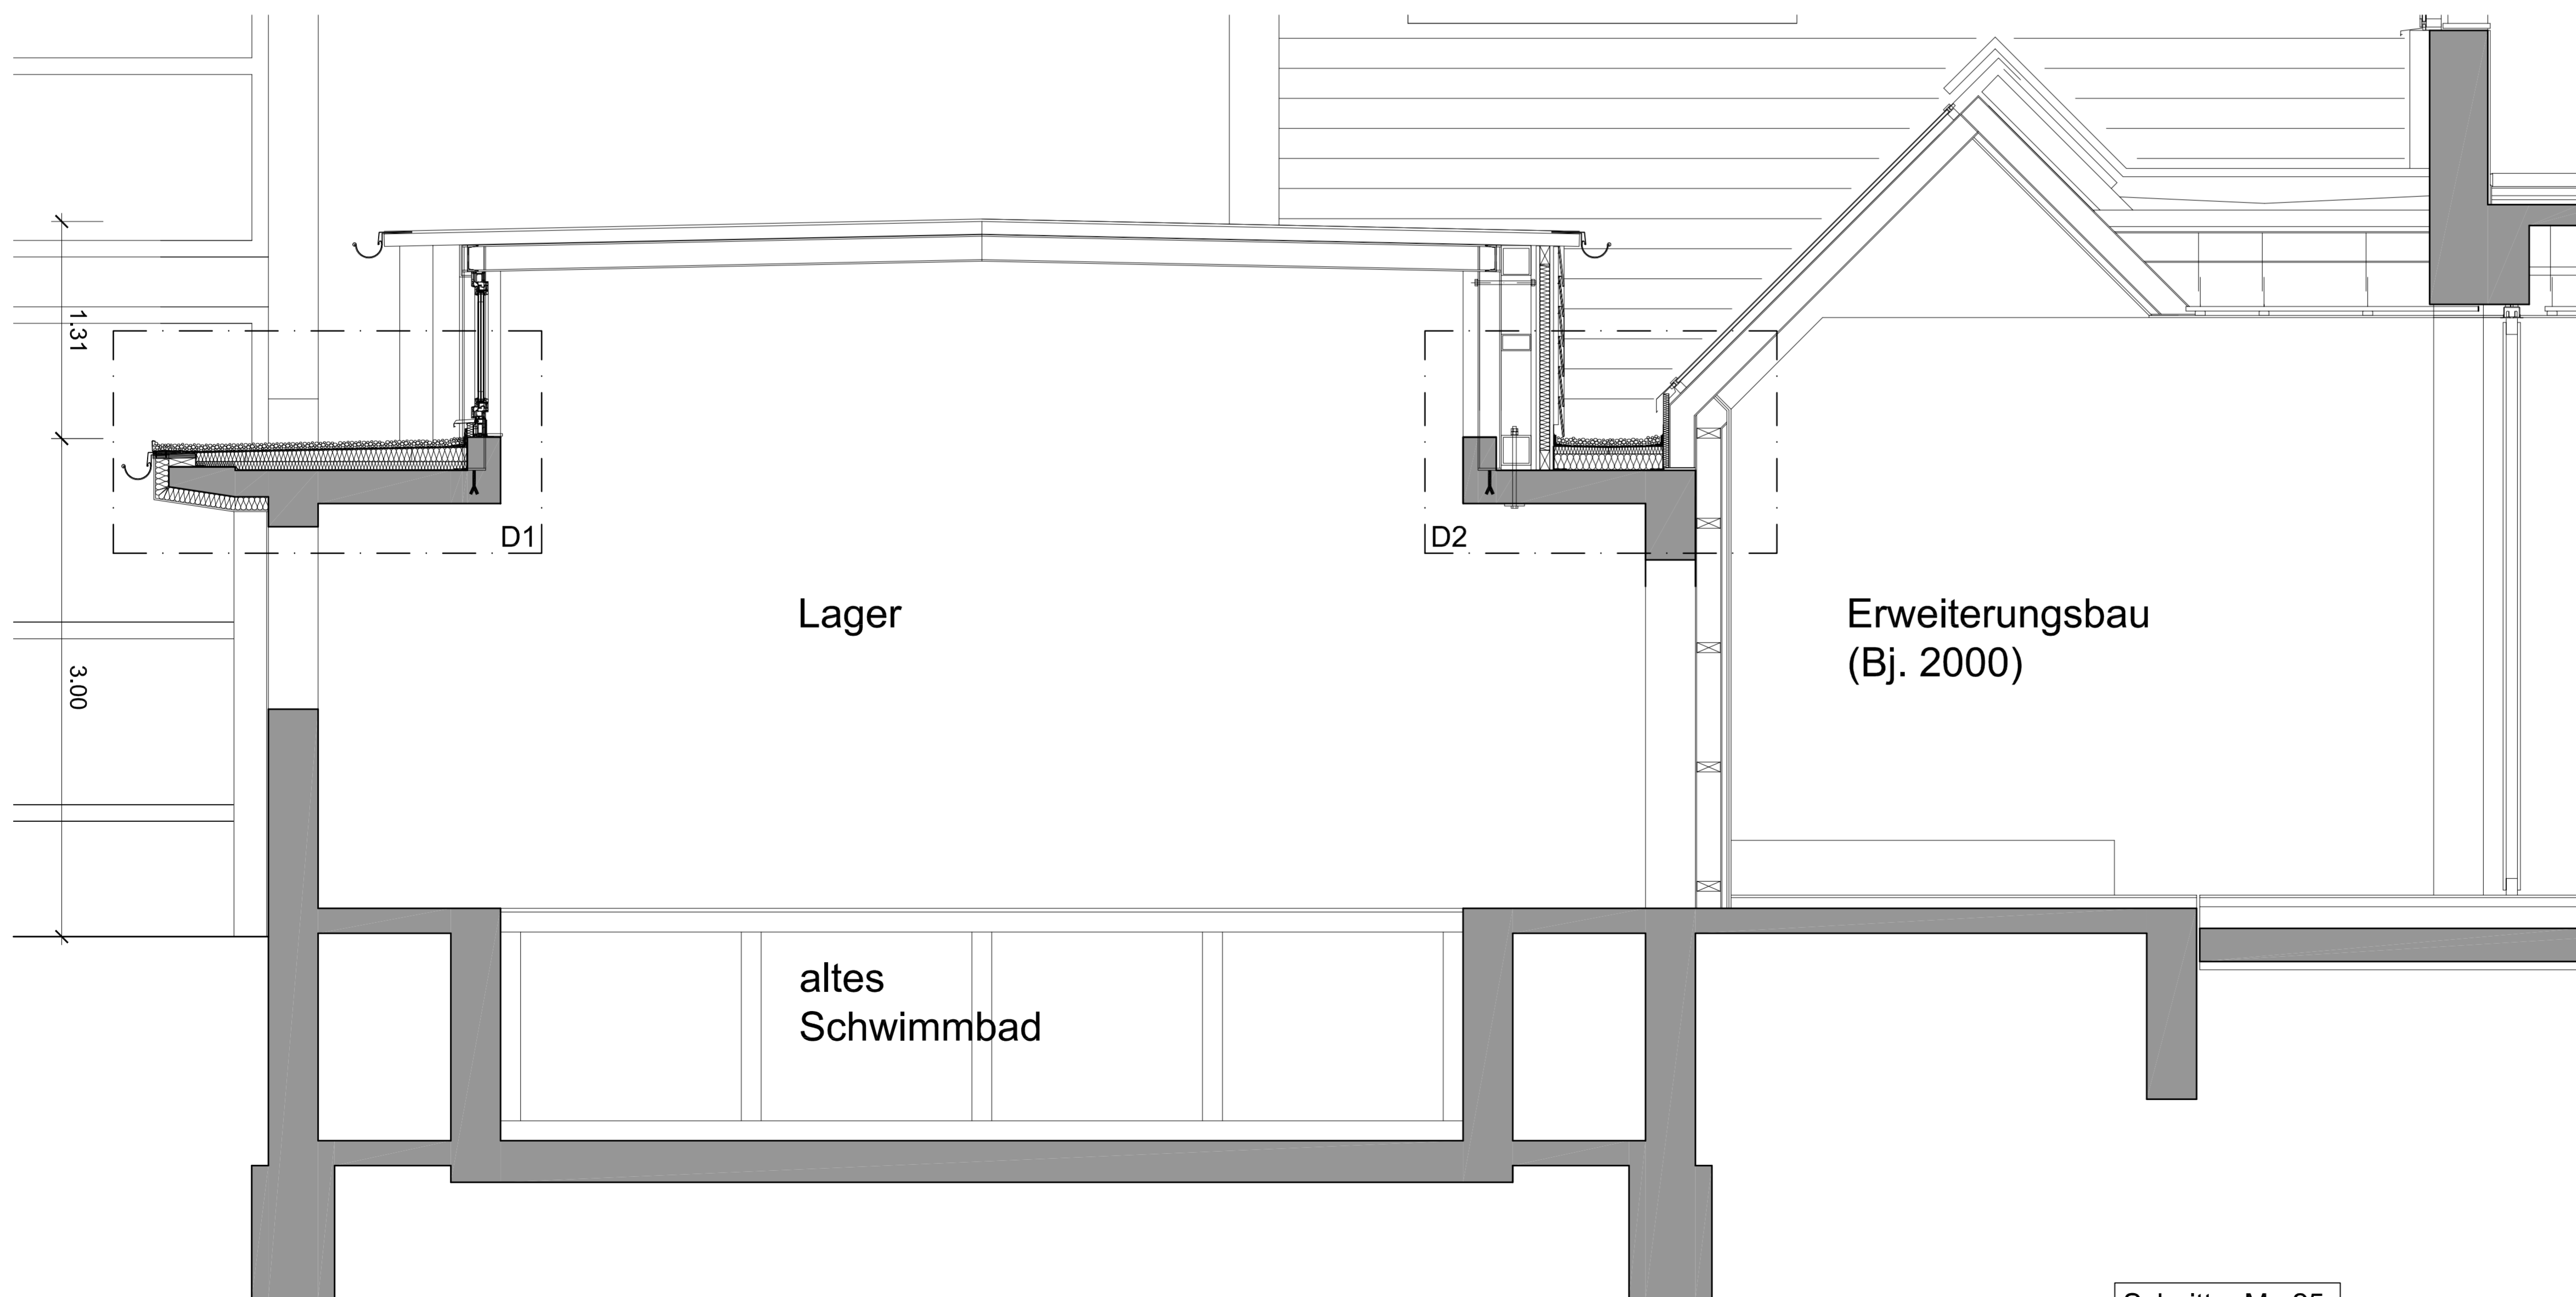 1.31
D1
D2
Lager
Erweiterungsbau
(Bj. 2000)
3.00
altes
Schwimmbad